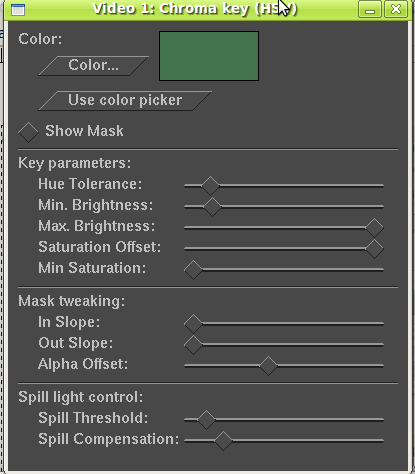 Video 1: Chroma key (HSV)
Color:
Color...
Use color picker
Show Mask
Key parameters:
Hue Tolerance:
Min. Brightness:
Max. Brightness:
Saturation Offset:
Min Saturation:
Mask tweaking:
In Slope:
Out Slope:
Alpha Offset:
Spill light control:
Spill Threshold:
Spill Compensation: